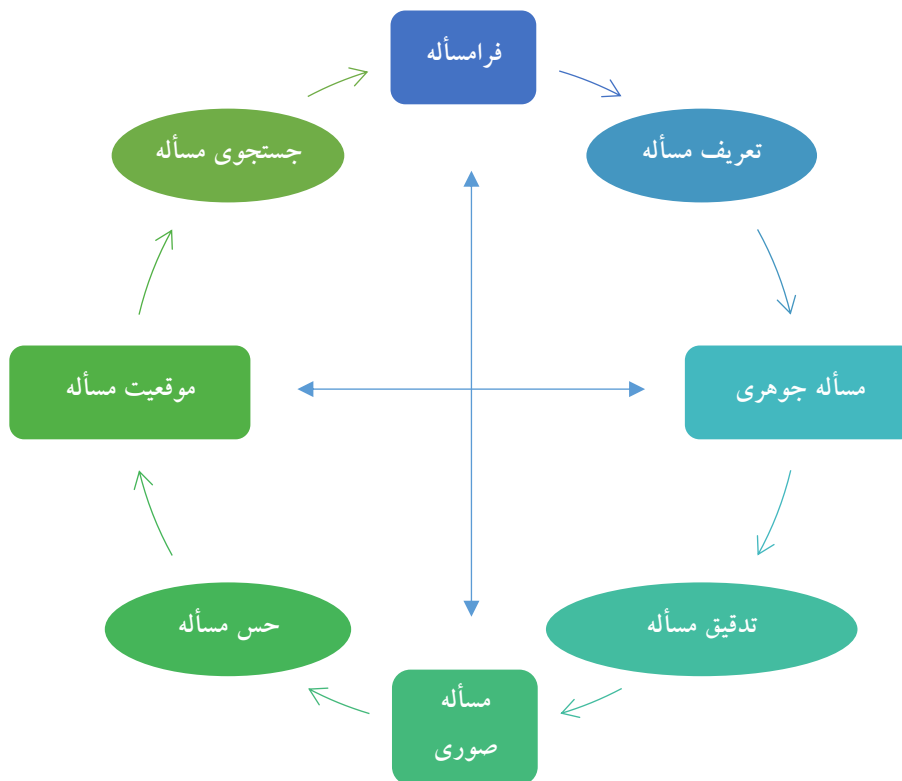 فرامسأله
تعریف مسأله
مسأله جوهری
تدقیق مسأله
مسأله
صوری
حس مسأله
موقعیت مسأله
جستجوی مسأله